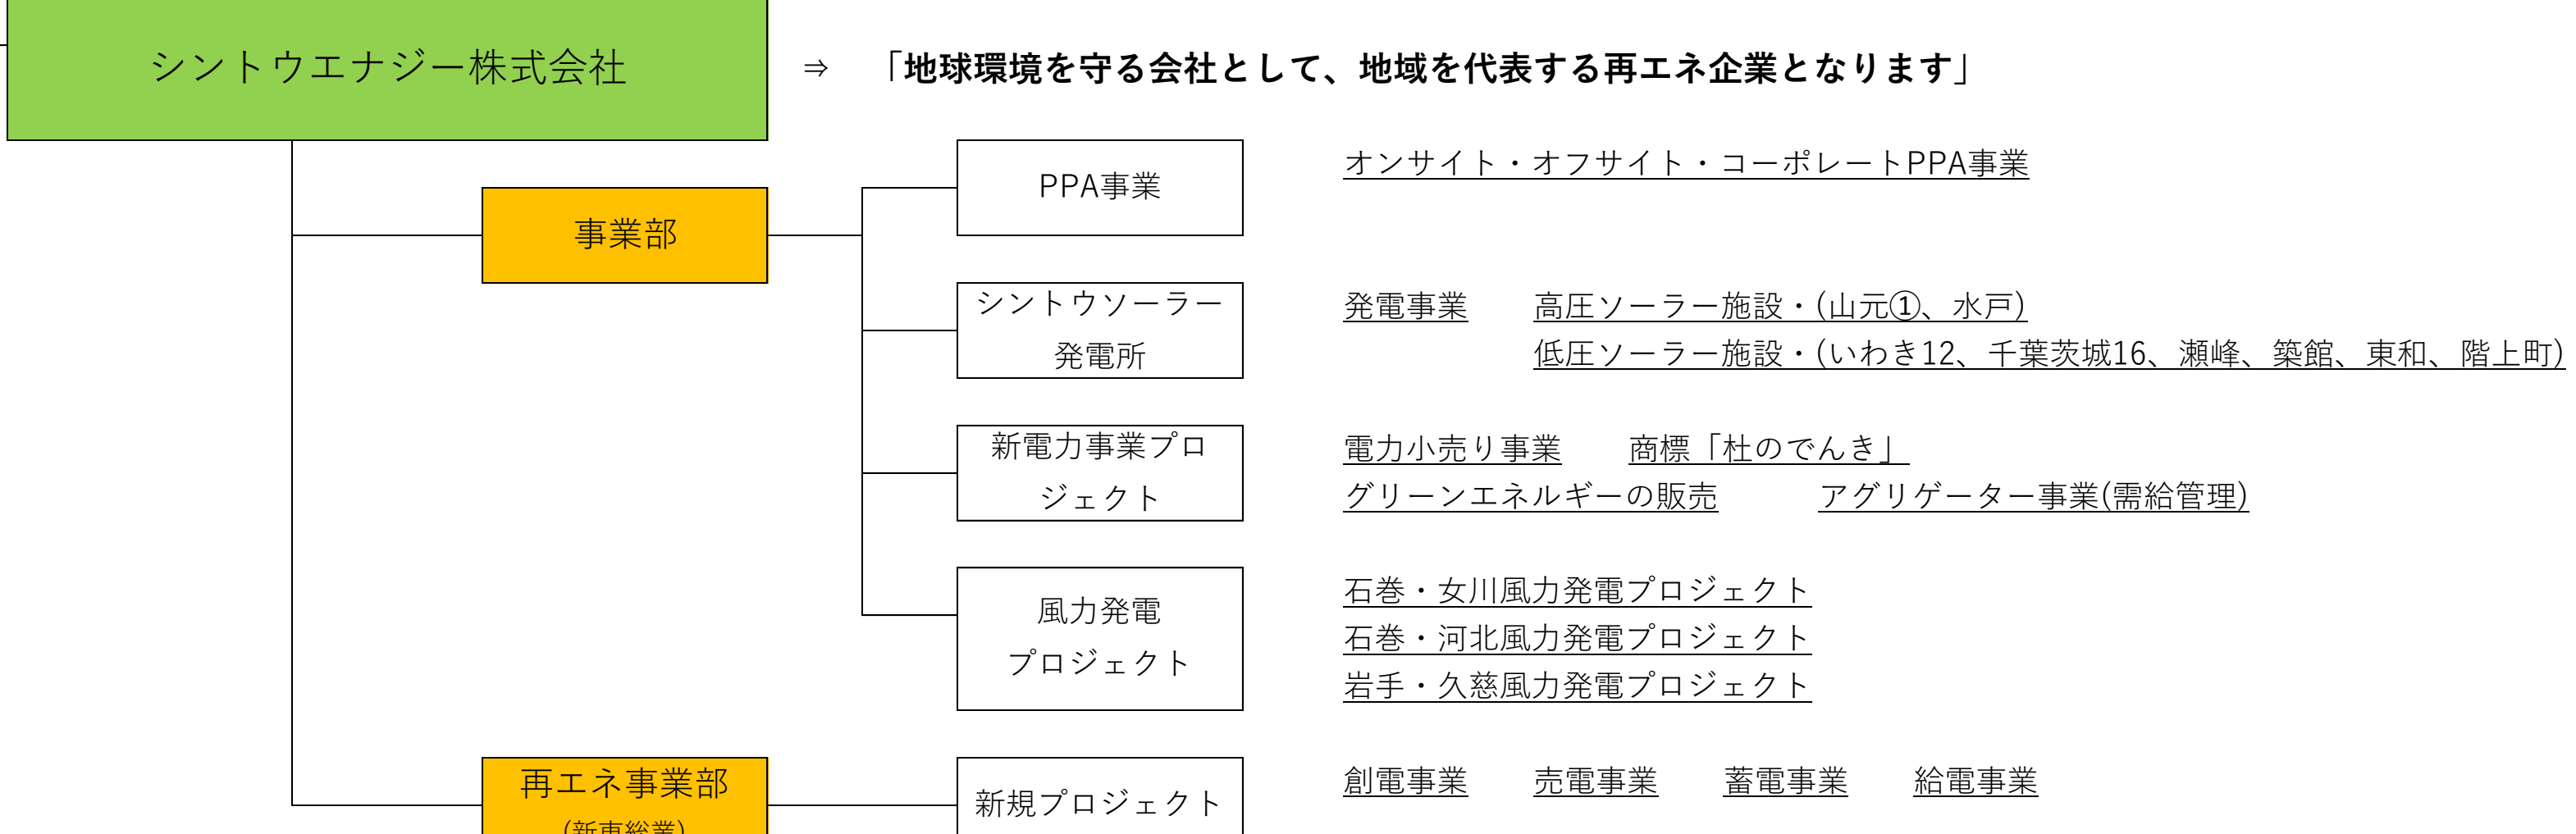 シントウエナジー株式会社
⇒ 「地球環境を守る会社として、地域を代表する再エネ企業となります」
PPA事業
オンサイト・オフサイト・コーポレートPPA事業
事業部
シントウソーラー
発電所
発電事業 高圧ソーラー施設・(山元①、水戸)
低圧ソーラー施設・(いわき12、千葉茨城16、瀬峰、築館、東和、階上町)
新電力事業プロ
ジェクト
電力小売り事業 商標「杜のでんき」
グリーンエネルギーの販売 アグリゲーター事業(需給管理)
風力発電
プロジェクト
石巻・女川風力発電プロジェクト
石巻・河北風力発電プロジェクト
岩手・久慈風力発電プロジェクト
再エネ事業部
(新東総業)
新規プロジェクト
創電事業 売電事業 蓄電事業 給電事業